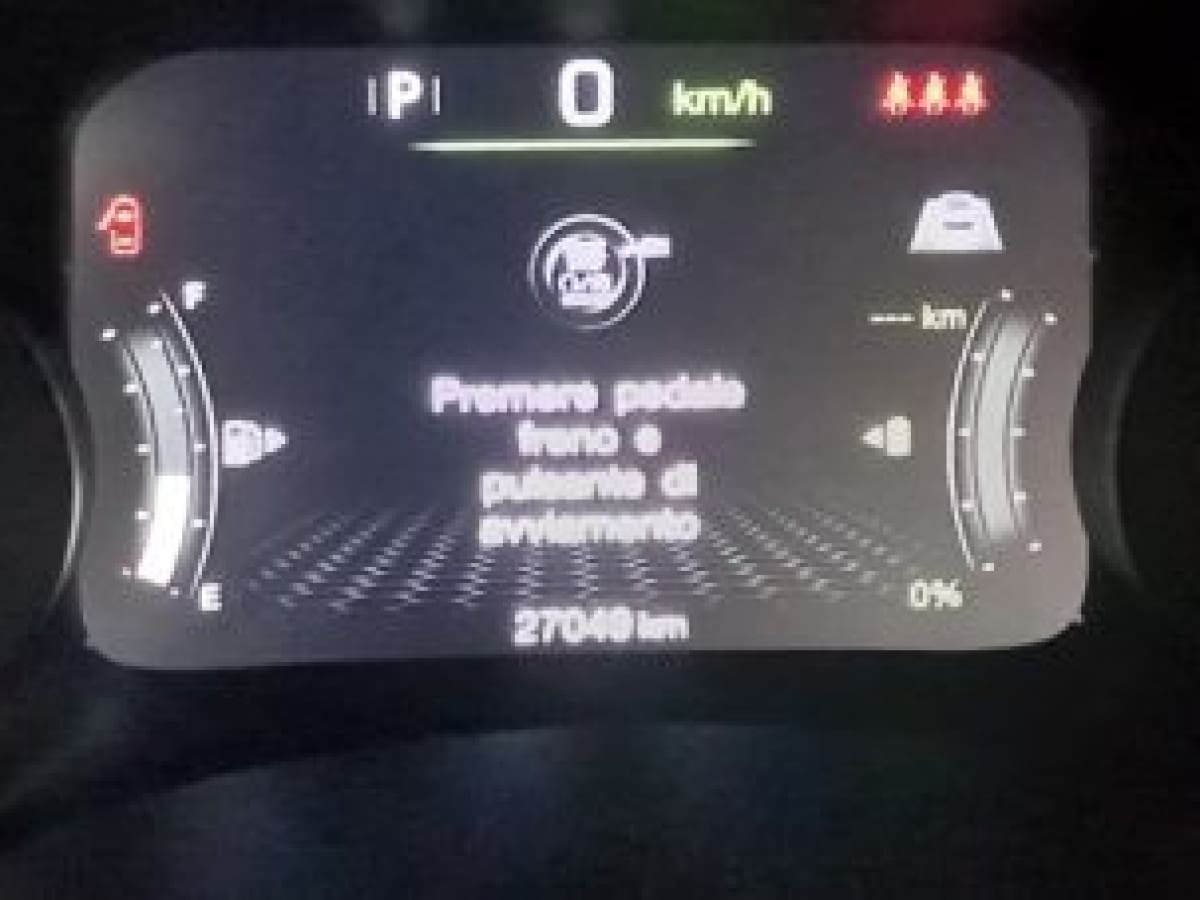 P 0 km/h
F
--- km
Premere pedale
freno e
pulsante di
avviamento
E
0%
27049 km